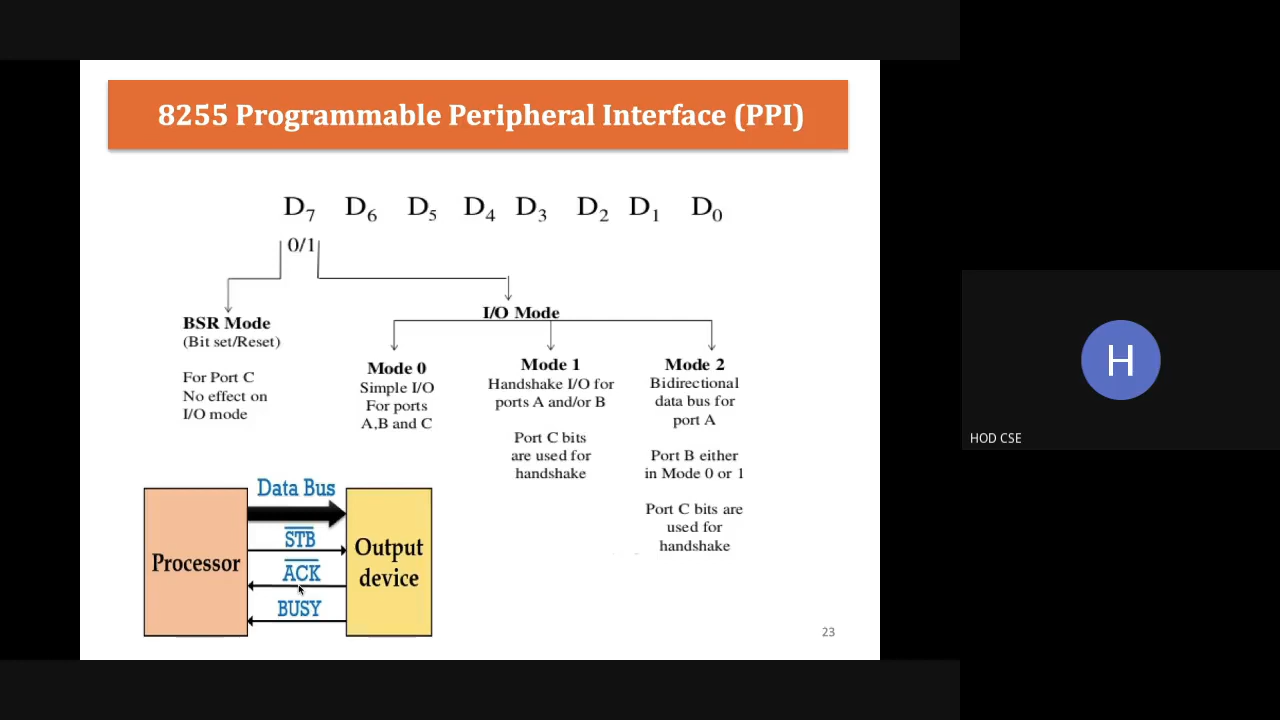 8255 Programmable Peripheral Interface (PPI)
D7 D6 D5 D4 D3 D2 D1 D0
0/1
BSR Mode
(Bit set/Reset)
For Port C
No effect on
I/O mode
I/O Mode
Mode 0
Simple I/O
For ports
A,B and C
Mode 1
Handshake I/O for
ports A and/or B
Port C bits
are used for
handshake
Mode 2
Bidirectional
data bus for
port A
Port B either
in Mode 0 or 1
Port C bits are
used for
handshake
Processor
Data Bus
STB
ACK
BUSY
Output
device
23
H
HOD CSE